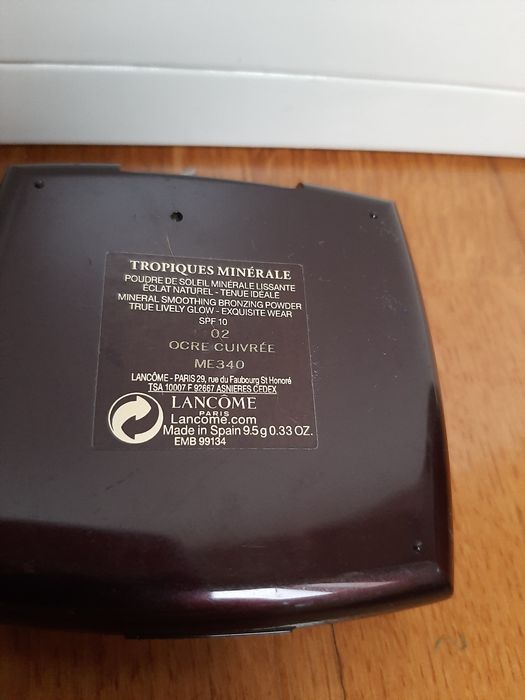 TROPIQUES MINÉRALE
POUDRE DE SOLEIL MINÉRALE LISSANTE
ÉCLAT NATUREL - TENUE IDÉALE
MINERAL SMOOTHING BRONZING POWDER
TRUE LIVELY GLOW - EXQUISITE WEAR
SPF 10
02
OCRE CUIVRÉE
ME340
LANCÔME - PARIS 29, rue du Faubourg St Honoré
TSA 10007 F 92667 ASNIERES CEDEX
LANCÔME
PARIS
Lancome.com
Made in Spain 9.5 g 0.33 OZ.
EMB 99134